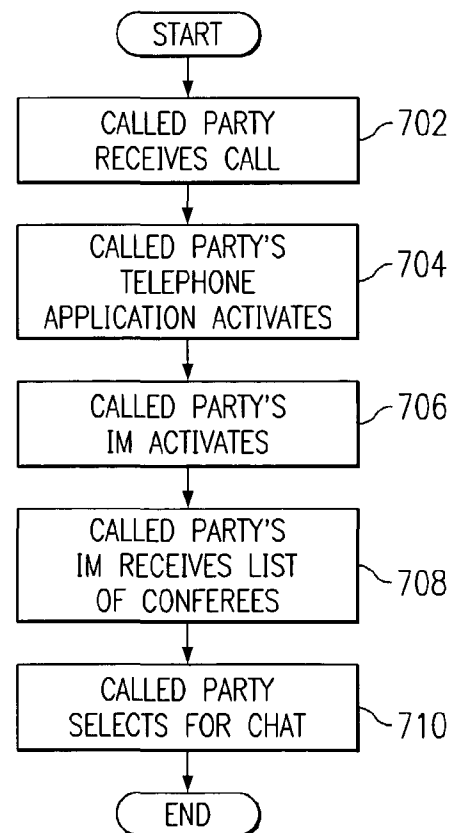 START
CALLED PARTY
RECEIVES CALL
702
CALLED PARTY'S
TELEPHONE
APPLICATION ACTIVATES
704
CALLED PARTY'S
IM ACTIVATES
706
CALLED PARTY'S
IM RECEIVES LIST
OF CONFEREES
708
CALLED PARTY
SELECTS FOR CHAT
710
END